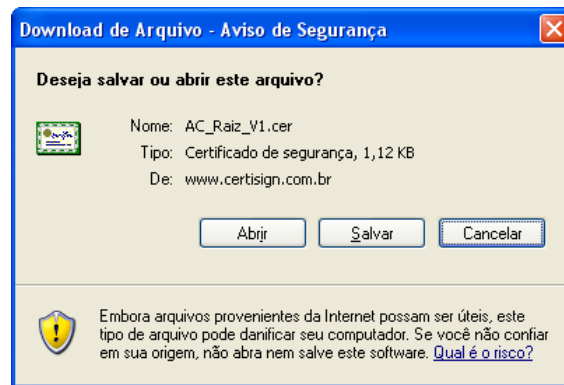 Download de Arquivo - Aviso de Segurança
Deseja salvar ou abrir este arquivo?
Nome: AC_Raiz_V1.cer
Tipo: Certificado de segurança, 1,12 KB
De: www.certisign.com.br
Abrir Salvar Cancelar
Embora arquivos provenientes da Internet possam ser úteis, este
tipo de arquivo pode danificar seu computador. Se você não confiar
em sua origem, não abra nem salve este software. Qual é o risco?